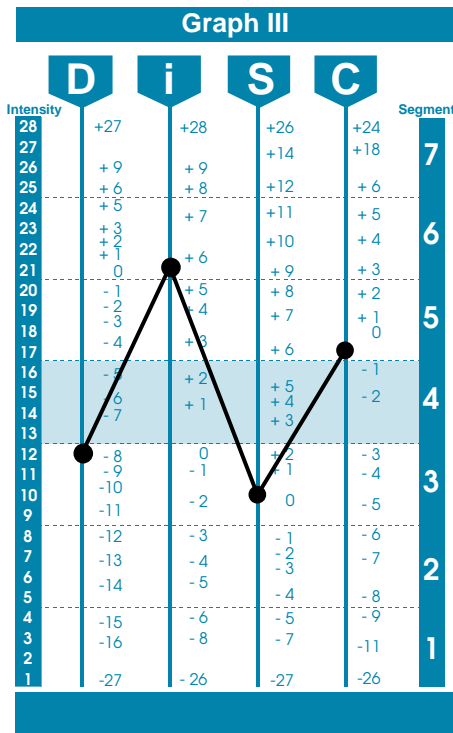 Graph III
D i S C
Intensity Segment
28 +27 +28 +26 +24
27 +14 +18 7
26 + 9 + 9
25 + 6 + 8 +12 + 6
24 + 5 + 7 +11 + 5
23 + 3 6
+ 2 +10 + 4
22 + 1 + 6
21 0 + 9 + 3
20 - 1 + 5 + 8 + 2
19 - 2 + 4 + 7 + 1 5
18 - 3 0
17 - 4 + 3 + 6
16 - 5 + 2 - 1
15 - 6 + 1 + 5 - 2 4
+ 4
14 - 7 + 3
13
12 - 8 0 + 2 - 3
11 - 9 - 1 + 1 - 4 3
10 -10 - 2 0 - 5
9 -11
8 -12 - 3 - 1 - 6
7 -13 - 4 - 2 - 7 2
- 3
6 -14 - 5
5 - 4 - 8
4 -15 - 6 - 5 - 9
3 -16 - 8 - 7 -11 1
2
1 -27 - 26 -27 -26